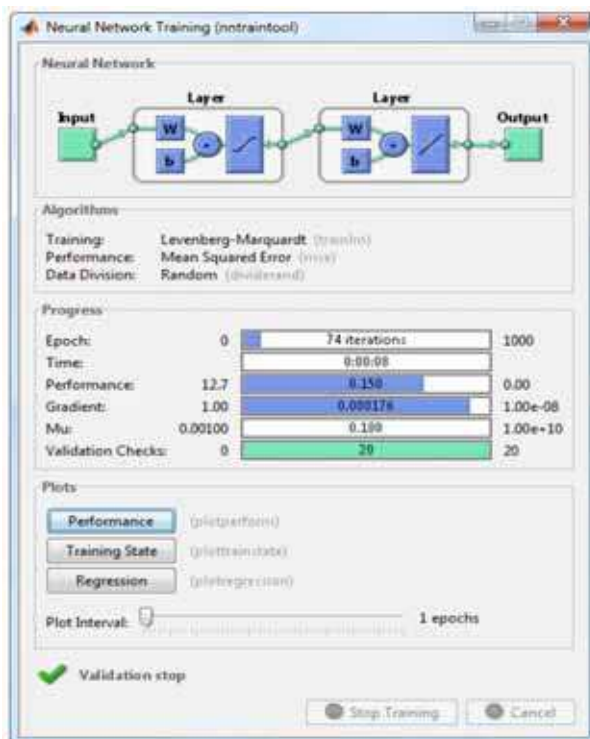 Neural Network Training (nntraintool)
Neural Network
Layer Layer
Input Output
W W
b b
Algorithms
Training: Levenberg-Marquardt (trainlm)
Performance: Mean Squared Error (mse)
Data Division: Random (dividerand)
Progress
Epoch: 0 74 iterations 1000
Time: 0:00:08
Performance: 12.7 0.150 0.00
Gradient: 1.00 0.000176 1.00e-08
Mu: 0.00100 0.100 1.00e+10
Validation Checks: 0 20 20
Plots
Performance (plotperform)
Training State (plottrainstate)
Regression (plotregression)
Plot Interval: 1 epochs
Validation stop
Stop Training Cancel